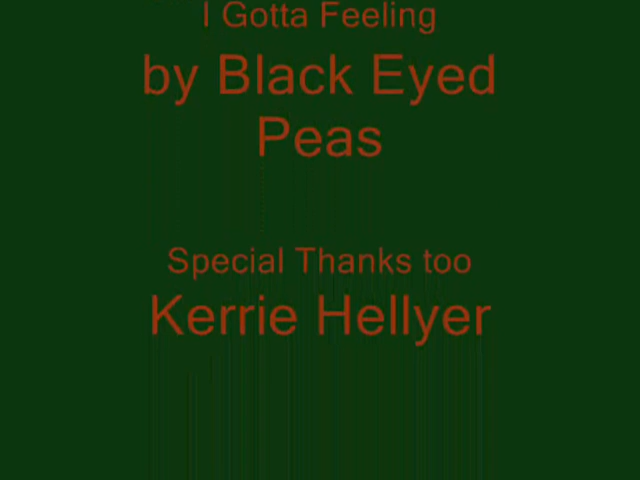 I Gotta Feeling
by Black Eyed
Peas
Special Thanks too
Kerrie Hellyer